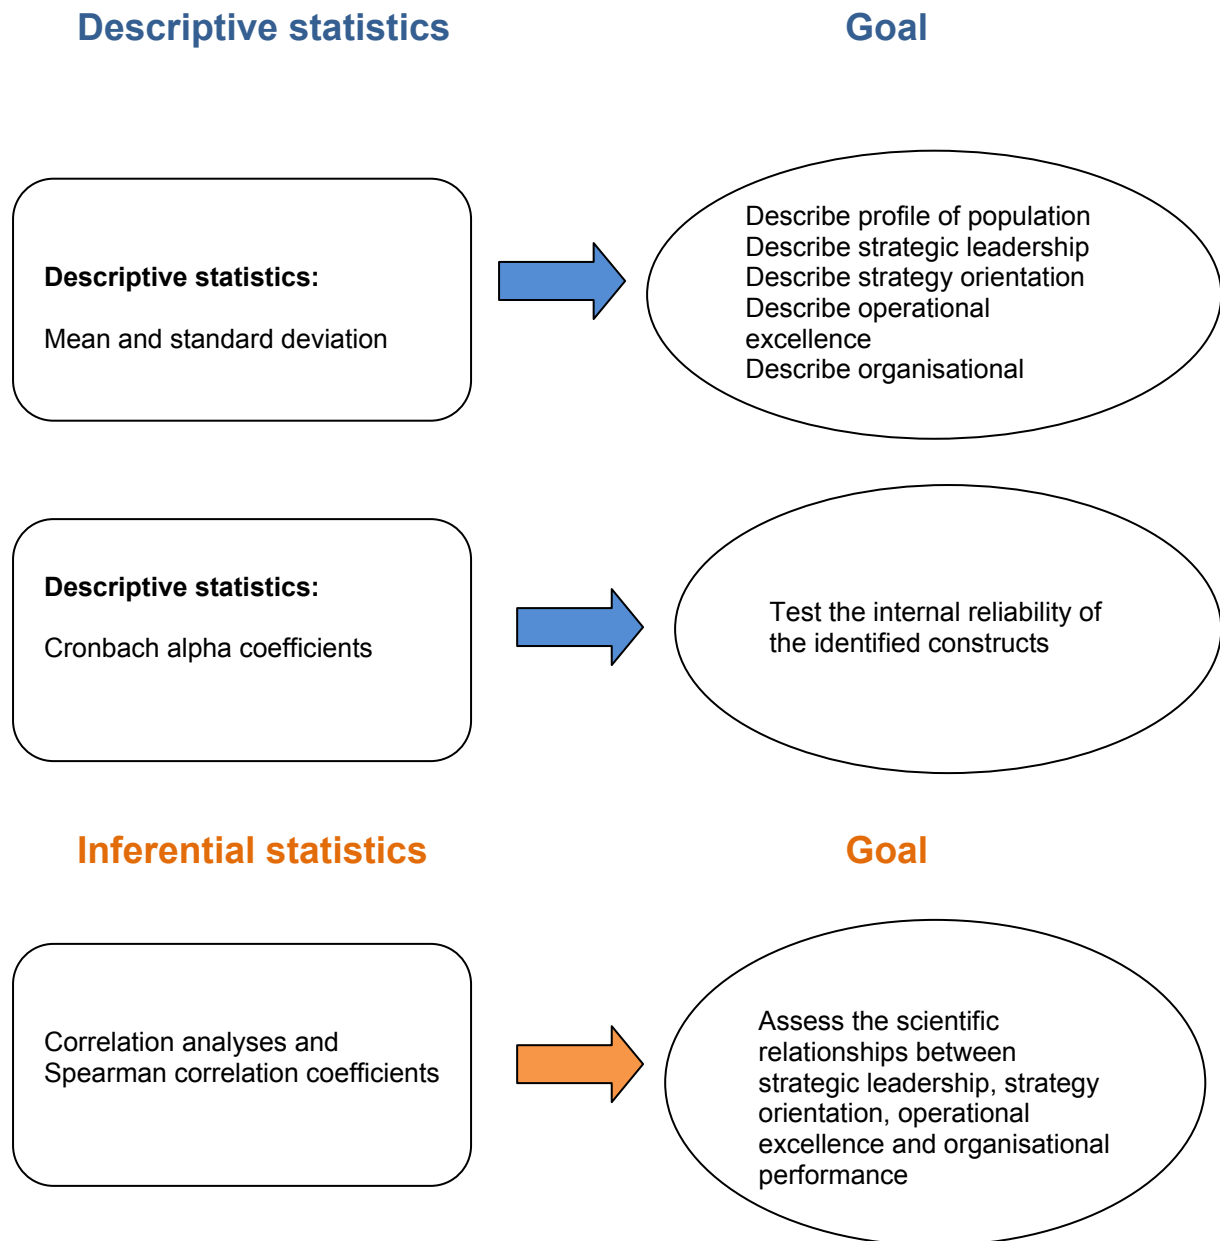 Descriptive statistics
Goal
Descriptive statistics:
Mean and standard deviation
Describe profile of population
Describe strategic leadership
Describe strategy orientation
Describe operational
excellence
Describe organisational
Descriptive statistics:
Cronbach alpha coefficients
Test the internal reliability of
the identified constructs
Inferential statistics
Goal
Correlation analyses and
Spearman correlation coefficients
Assess the scientific
relationships between
strategic leadership, strategy
orientation, operational
excellence and organisational
performance